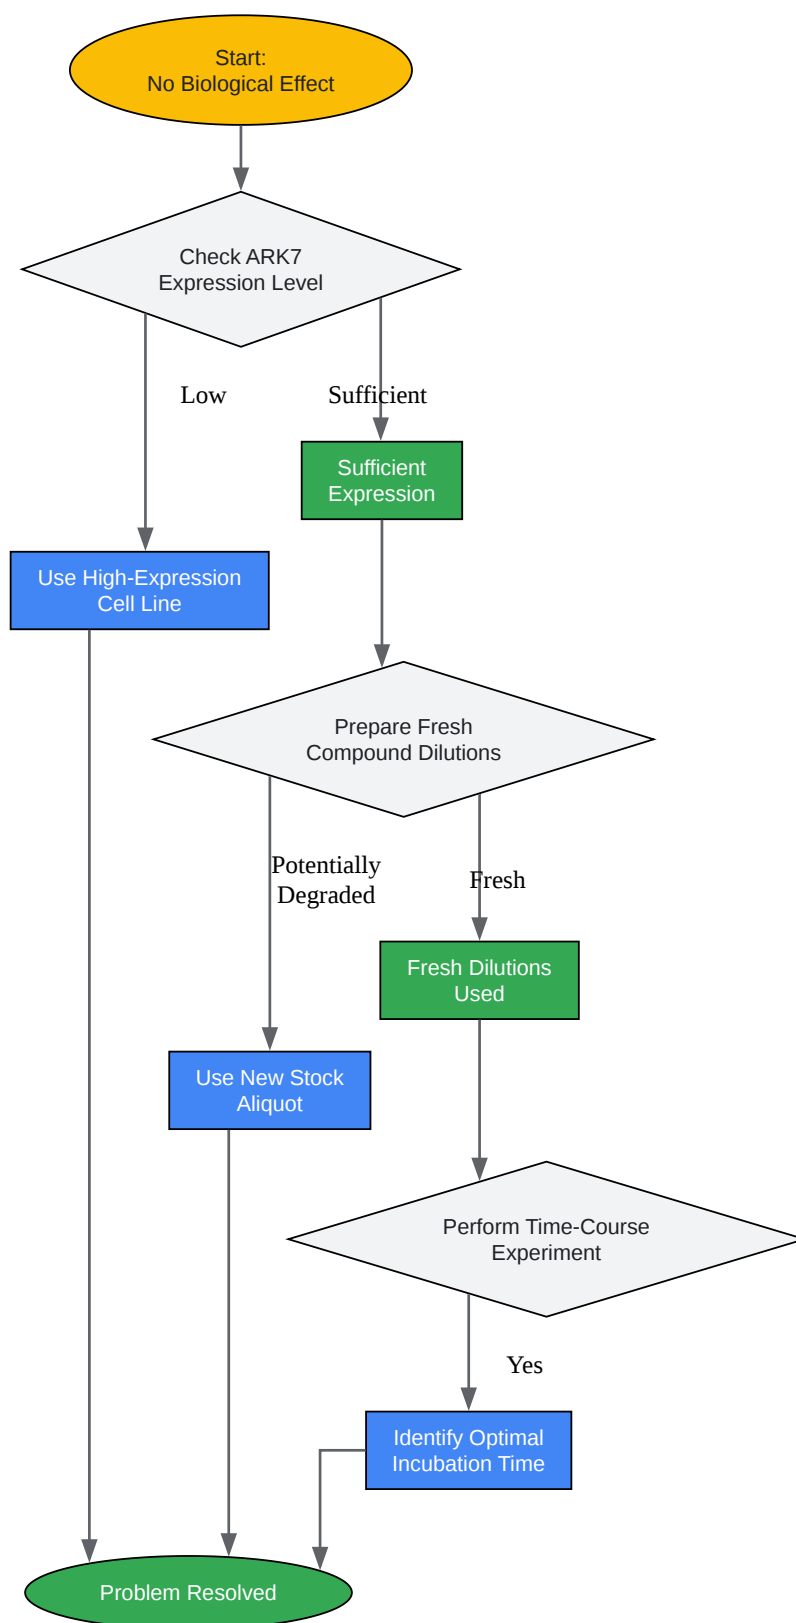 Start:
No Biological Effect
Check ARK7
Expression Level
Low
Sufficient
Sufficient
Expression
Use High-Expression
Cell Line
Prepare Fresh
Compound Dilutions
Potentially
Degraded
Fresh
Fresh Dilutions
Used
Use New Stock
Aliquot
Perform Time-Course
Experiment
Yes
Identify Optimal
Incubation Time
Problem Resolved